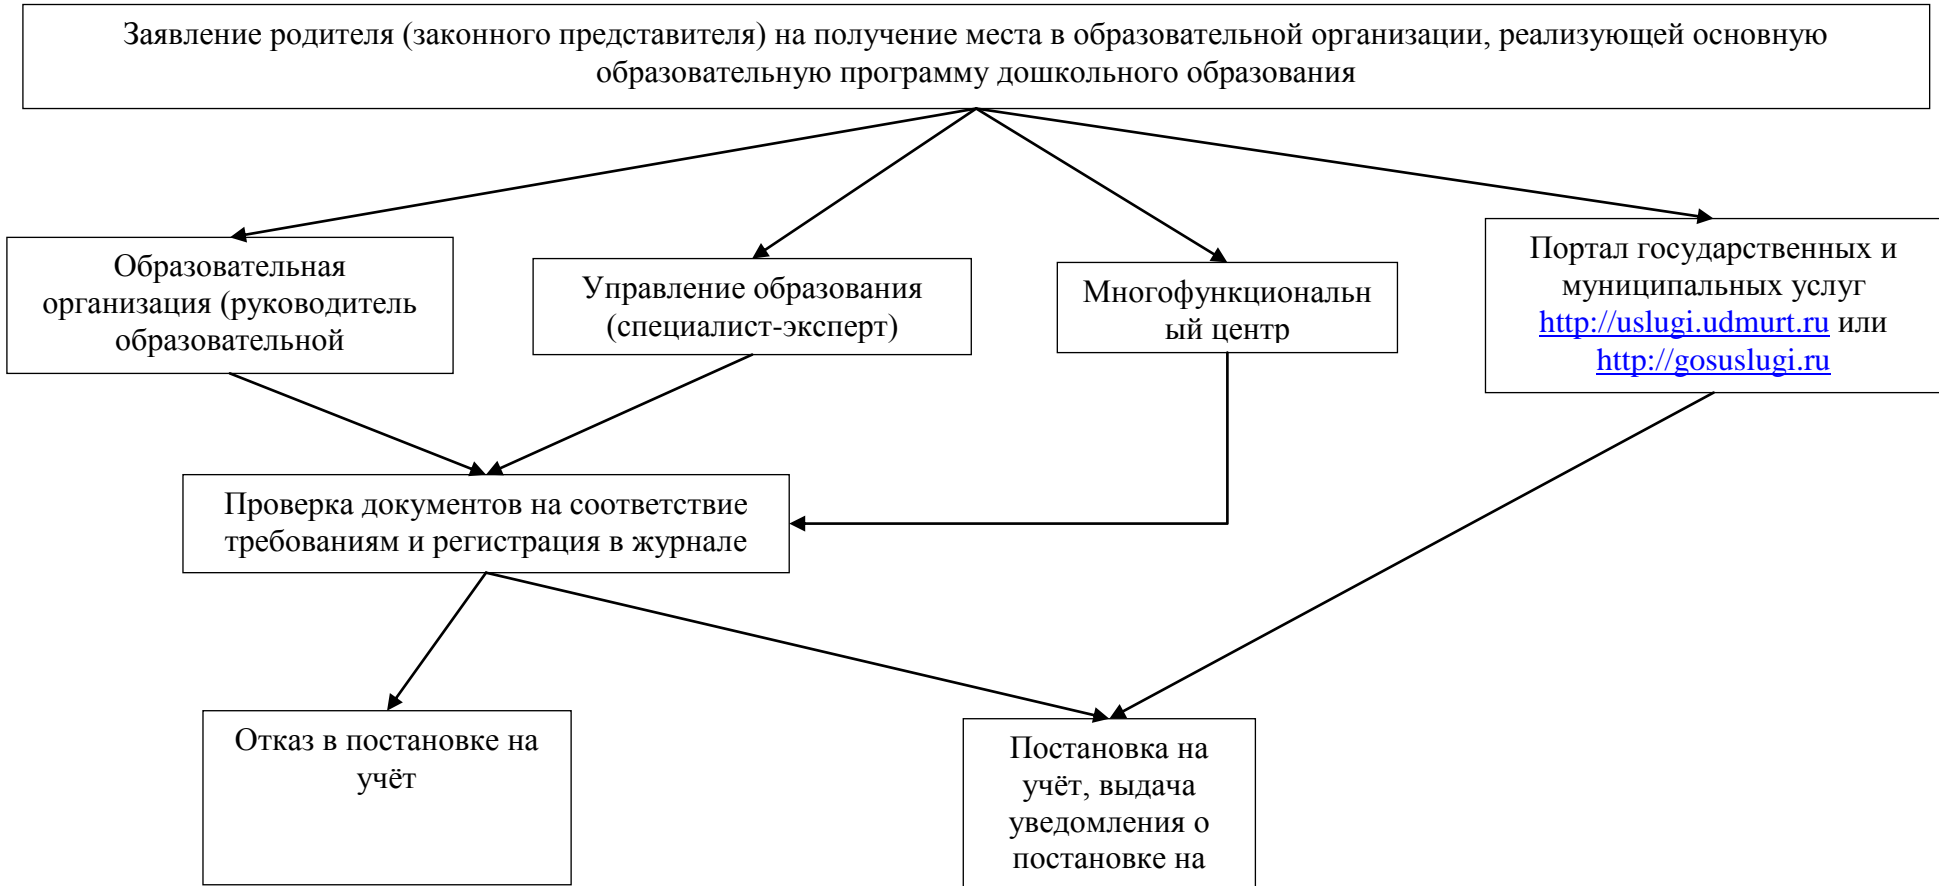 Заявление родителя (законного представителя) на получение места в образовательной организации, реализующей основную
образовательную программу дошкольного образования
Образовательная
организация (руководитель
образовательной
Управление образования
(специалист-эксперт)
Многофункциональн
ый центр
Портал государственных и
муниципальных услуг
http://uslugi.udmurt.ru или
http://gosuslugi.ru
Проверка документов на соответствие
требованиям и регистрация в журнале
Отказ в постановке на
учёт
Постановка на
учёт, выдача
уведомления о
постановке на